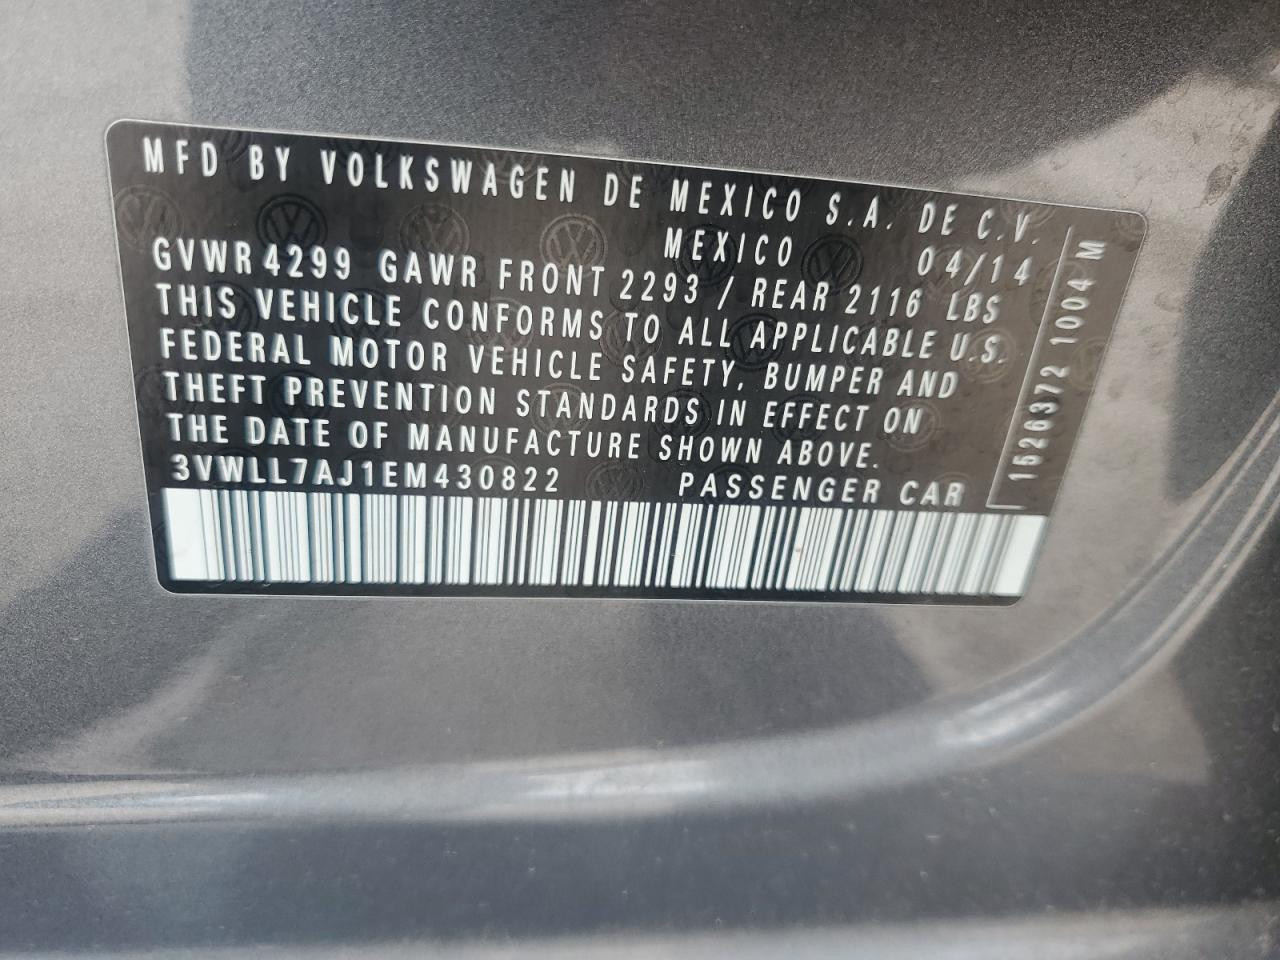 MFD BY VOLKSWAGEN DE MEXICO S.A. DE C.V.
MEXICO 04/14
GVWR 4299 GAWR FRONT 2293 / REAR 2116 LBS
THIS VEHICLE CONFORMS TO ALL APPLICABLE U.S.
FEDERAL MOTOR VEHICLE SAFETY, BUMPER AND
THEFT PREVENTION STANDARDS IN EFFECT ON
THE DATE OF MANUFACTURE SHOWN ABOVE.
3VWLL7AJ1EM430822 PASSENGER CAR
1526372 1004 M